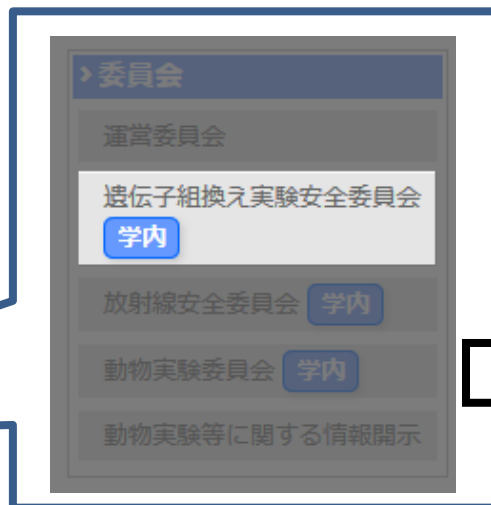 委員会
運営委員会
遺伝子組換え実験安全委員会
学内
放射線安全委員会 学内
動物実験委員会 学内
動物実験等に関する情報開示